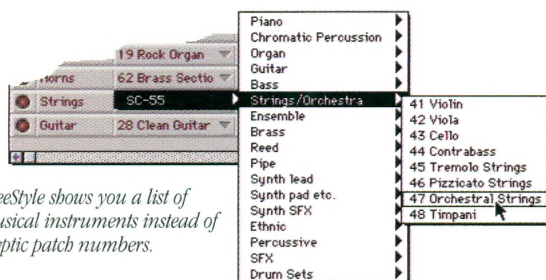 19 Rock Organ
Horns
62 Brass Sectio
Strings
SC-55
Guitar
28 Clean Guitar
Piano
Chromatic Percussion
Organ
Guitar
Bass
Strings/Orchestra
Ensemble
Brass
Reed
Pipe
Synth lead
Synth pad etc.
Synth SFX
Ethnic
Percussive
SFX
Drum Sets
41 Violin
42 Viola
43 Cello
44 Contrabass
45 Tremolo Strings
46 Pizzicato Strings
47 Orchestral Strings
48 Timpani
eeStyle shows you a list of
usical instruments instead of
yptic patch numbers.